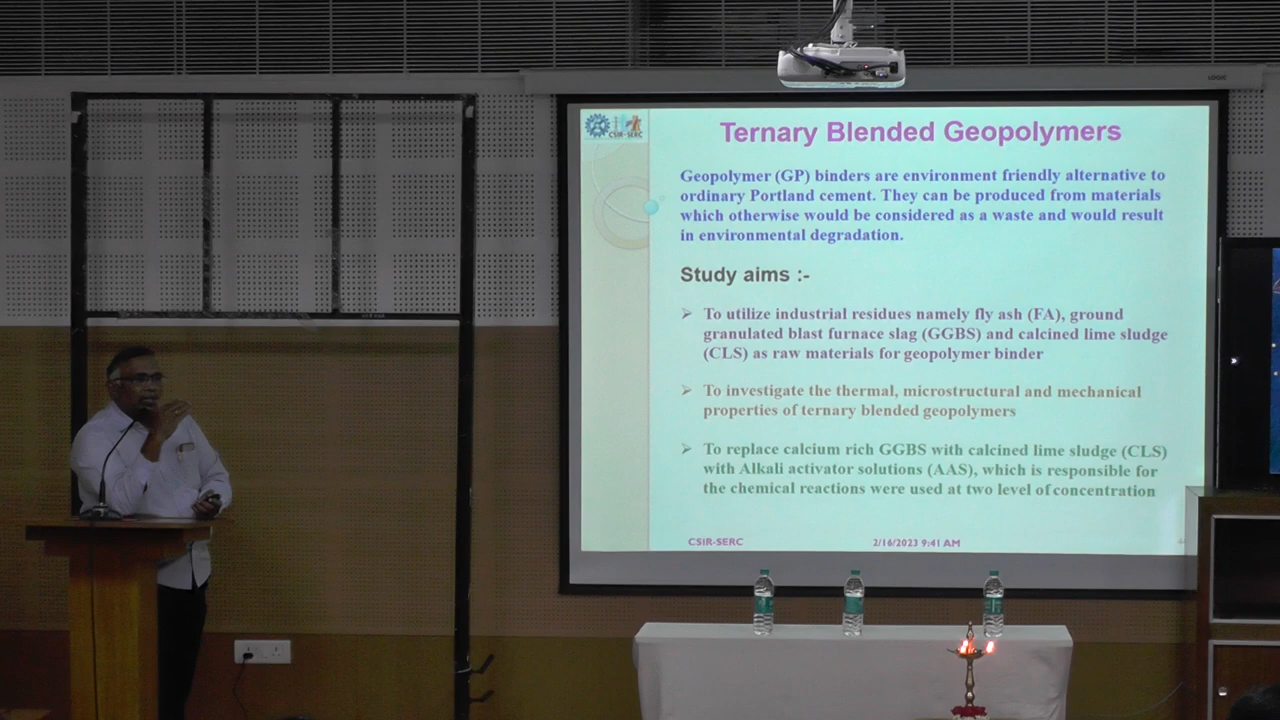 LOGIC
CSIR-SERC
Ternary Blended Geopolymers
Geopolymer (GP) binders are environment friendly alternative to
ordinary Portland cement. They can be produced from materials
which otherwise would be considered as a waste and would result
in environmental degradation.
Study aims :-
➢ To utilize industrial residues namely fly ash (FA), ground
granulated blast furnace slag (GGBS) and calcined lime sludge
(CLS) as raw materials for geopolymer binder
➢ To investigate the thermal, microstructural and mechanical
properties of ternary blended geopolymers
➢ To replace calcium rich GGBS with calcined lime sludge (CLS)
with Alkali activator solutions (AAS), which is responsible for
the chemical reactions were used at two level of concentration
CSIR-SERC 2/16/2023 9:41 AM